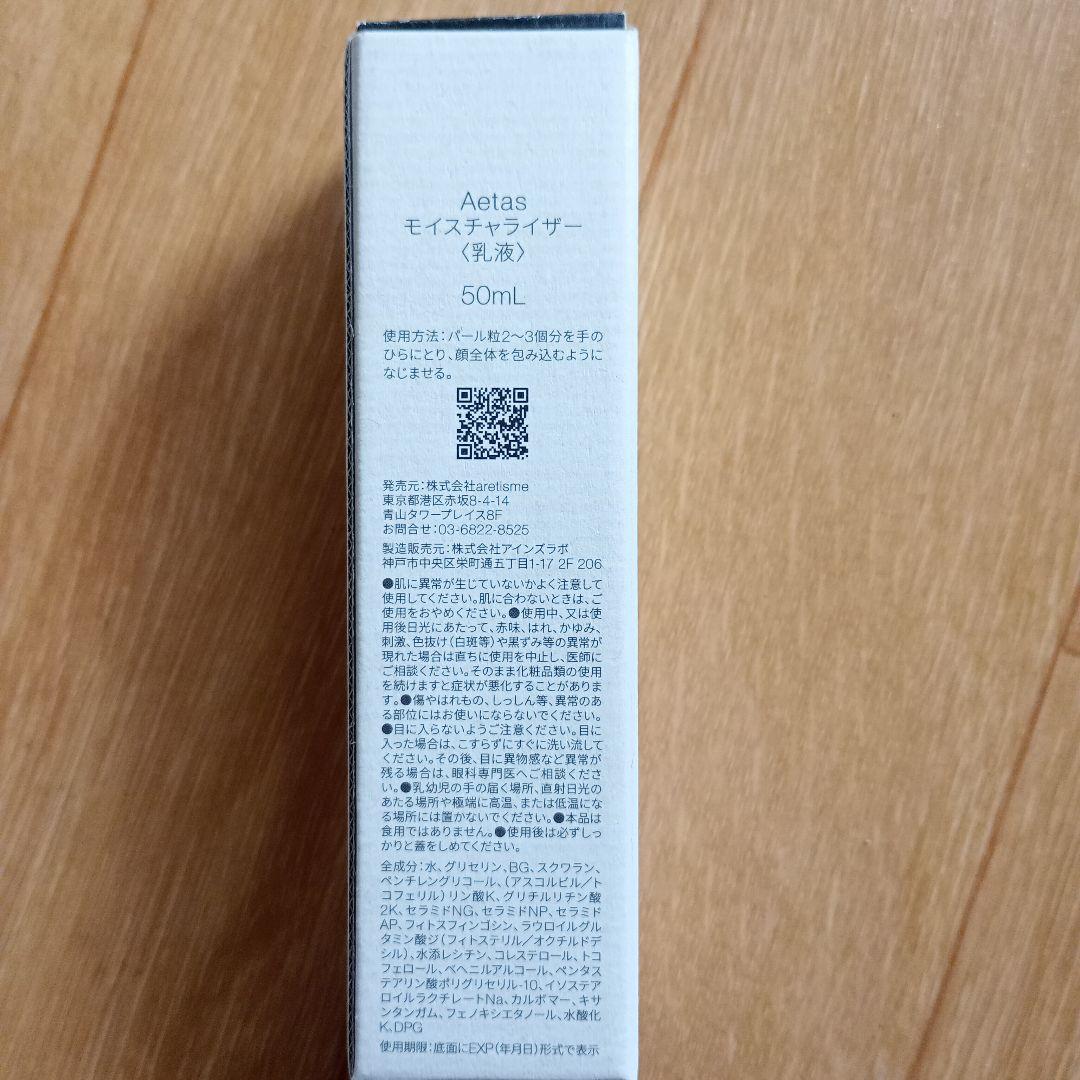 Aetas
モイスチャライザー
〈乳液〉
50mL
使用方法:パール粒2〜3個分を手の
ひらにとり、顔全体を包み込むように
なじませる。
発売元:株式会社aretisme
東京都港区赤坂8-4-14
青山タワープレイス8F
お問合せ:03-6822-8525
製造販売元:株式会社アインズラボ
神戸市中央区栄町通五丁目1-17 2F 206
●肌に異常が生じていないかよく注意して
使用してください。肌に合わないときは、ご
使用をおやめください。●使用中、又は使
用後日光にあたって、赤味、はれ、かゆみ、
刺激、色抜け(白斑等)や黒ずみ等の異常が
現れた場合は直ちに使用を中止し、医師に
ご相談ください。そのまま化粧品類の使用
を続けますと症状が悪化することがありま
す。●傷やはれもの、しっしん等、異常のあ
る部位にはお使いにならないでください。
●目に入らないようご注意ください。目に
入った場合は、こすらずにすぐに洗い流して
ください。その後、目に異物感など異常が
残る場合は、眼科専門医へご相談くださ
い。●乳幼児の手の届く場所、直射日光の
あたる場所や極端に高温、または低温にな
る場所には置かないでください。●本品は
食用ではありません。●使用後は必ずしっ
かりと蓋をしめてください。
全成分:水、グリセリン、BG、スクワラン、
ペンチレングリコール、(アスコルビル/ト
コフェリル)リン酸K、グリチルリチン酸
2K、セラミドNG、セラミドNP、セラミド
AP、フィトスフィンゴシン、ラウロイルグル
タミン酸ジ(フィトステリル/オクチルドデ
シル)、水添レシチン、コレステロール、トコ
フェロール、ベヘニルアルコール、ペンタス
テアリン酸ポリグリセリル-10、イソステア
ロイルラクチレートNa、カルボマー、キサ
ンタンガム、フェノキシエタノール、水酸化
K、DPG
使用期限:底面にEXP(年月日)形式で表示